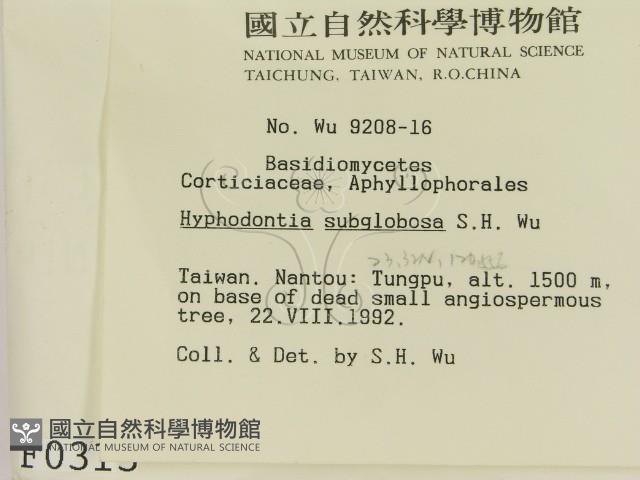 國立自然科學博物館
NATIONAL MUSEUM OF NATURAL SCIENCE
TAICHUNG, TAIWAN, R.O.CHINA
No. Wu 9208-16
Basidiomycetes
Corticiaceae, Aphyllophorales
Hyphodontia subglobosa S.H. Wu
Taiwan. Nantou: Tungpu, alt. 1500 m,
on base of dead small angiospermous
tree, 22.VIII.1992.
Coll. & Det. by S.H. Wu
國立自然科學博物館
NATIONAL MUSEUM OF NATURAL SCIENCE